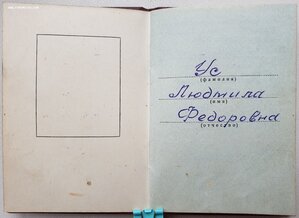 Ус
(фамилия)
Людмила
(имя)
Федоровна
(отчество)